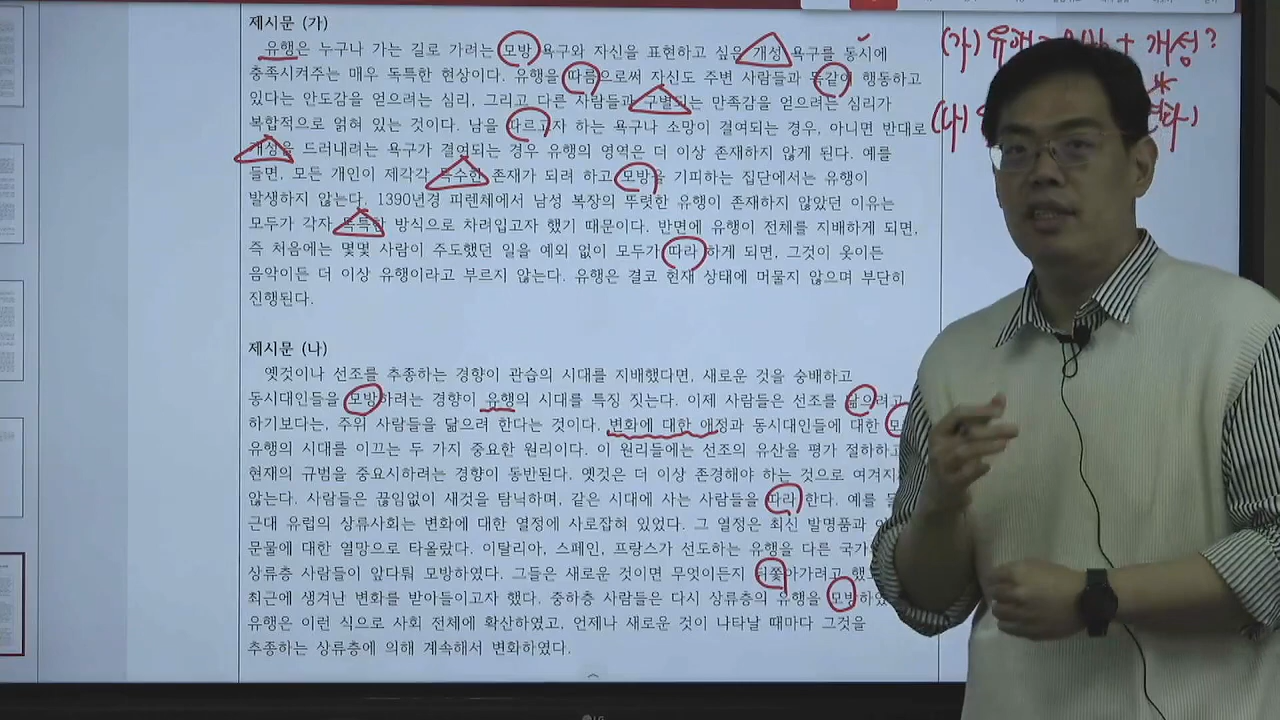 제시문 (가)
유행은 누구나 가는 길로 가려는 모방 욕구와 자신을 표현하고 싶은 개성 욕구를 동시에
충족시켜주는 매우 독특한 현상이다. 유행을 따름으로써 자신도 주변 사람들과 똑같이 행동하고
있다는 안도감을 얻으려는 심리, 그리고 다른 사람들과 구별되는 만족감을 얻으려는 심리가
복합적으로 얽혀 있는 것이다. 남을 따르고자 하는 욕구나 소망이 결여되는 경우, 아니면 반대로
개성을 드러내려는 욕구가 결여되는 경우 유행의 영역은 더 이상 존재하지 않게 된다. 예를
들면, 모든 개인이 제각각 특수한 존재가 되려 하고 모방을 기피하는 집단에서는 유행이
발생하지 않는다. 1390년경 피렌체에서 남성 복장의 뚜렷한 유행이 존재하지 않았던 이유는
모두가 각자 독특한 방식으로 차려입고자 했기 때문이다. 반면에 유행이 전체를 지배하게 되면,
즉 처음에는 몇몇 사람이 주도했던 일을 예외 없이 모두가 따라 하게 되면, 그것이 옷이든
음악이든 더 이상 유행이라고 부르지 않는다. 유행은 결코 현재 상태에 머물지 않으며 부단히
진행된다.
제시문 (나)
옛것이나 선조를 추종하는 경향이 관습의 시대를 지배했다면, 새로운 것을 숭배하고
동시대인들을 모방하려는 경향이 유행의 시대를 특징 짓는다. 이제 사람들은 선조를 닮으려고
하기보다는, 주위 사람들을 닮으려 한다는 것이다. 변화에 대한 애정과 동시대인들에 대한
유행의 시대를 이끄는 두 가지 중요한 원리이다. 이 원리들에는 선조의 유산을 평가 절하하고
현재의 규범을 중요시하려는 경향이 동반된다. 옛것은 더 이상 존경해야 하는 것으로 여겨지지
않는다. 사람들은 끊임없이 새것을 탐닉하며, 같은 시대에 사는 사람들을 따라 한다. 예를
근대 유럽의 상류사회는 변화에 대한 열정에 사로잡혀 있었다. 그 열정은 최신 발명품과
문물에 대한 열망으로 타올랐다. 이탈리아, 스페인, 프랑스가 선도하는 유행을 다른
상류층 사람들이 앞다퉈 모방하였다. 그들은 새로운 것이면 무엇이든지 뒤쫓아가려고
최근에 생겨난 변화를 받아들이고자 했다. 중하층 사람들은 다시 상류층의 유행을
유행은 이런 식으로 사회 전체에 확산하였고, 언제나 새로운 것이 나타날 때마다 그것을
추종하는 상류층에 의해 계속해서 변화하였다.
(가)
+ 개성?
(나)
LG